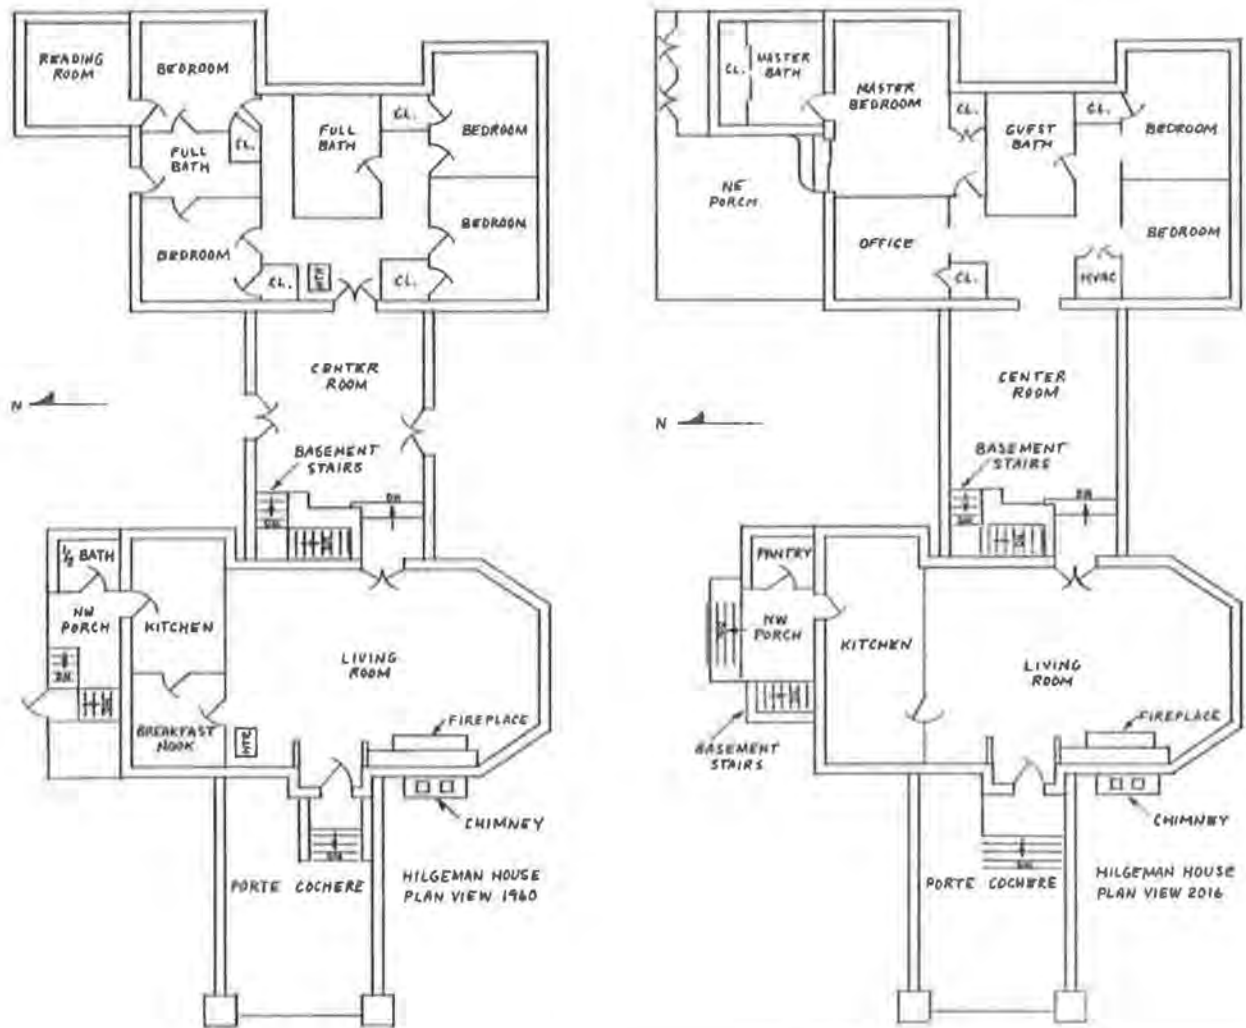 READING
ROOM
BEDROOM
FULL
BATH
CL.
FULL
BATH
CL.
BEDROOM
BEDROOM
BEDROOM
CL.
HTR
CL.
N
CENTER
ROOM
BASEMENT
STAIRS
DN
DN
DN
1/2 BATH
NW
PORCH
KITCHEN
DN
LIVING
ROOM
BREAKFAST
NOOK
HTR
FIREPLACE
CHIMNEY
DN
PORTE COCHERE
HILGEMAN HOUSE
PLAN VIEW 1960
CL.
MASTER
BATH
MASTER
BEDROOM
CL.
GUEST
BATH
CL.
BEDROOM
NE
PORCH
OFFICE
BEDROOM
CL.
HVAC
N
CENTER
ROOM
BASEMENT
STAIRS
DN
DN
PANTRY
NW
PORCH
KITCHEN
LIVING
ROOM
BASEMENT
STAIRS
FIREPLACE
CHIMNEY
DN
PORTE COCHERE
HILGEMAN HOUSE
PLAN VIEW 2016